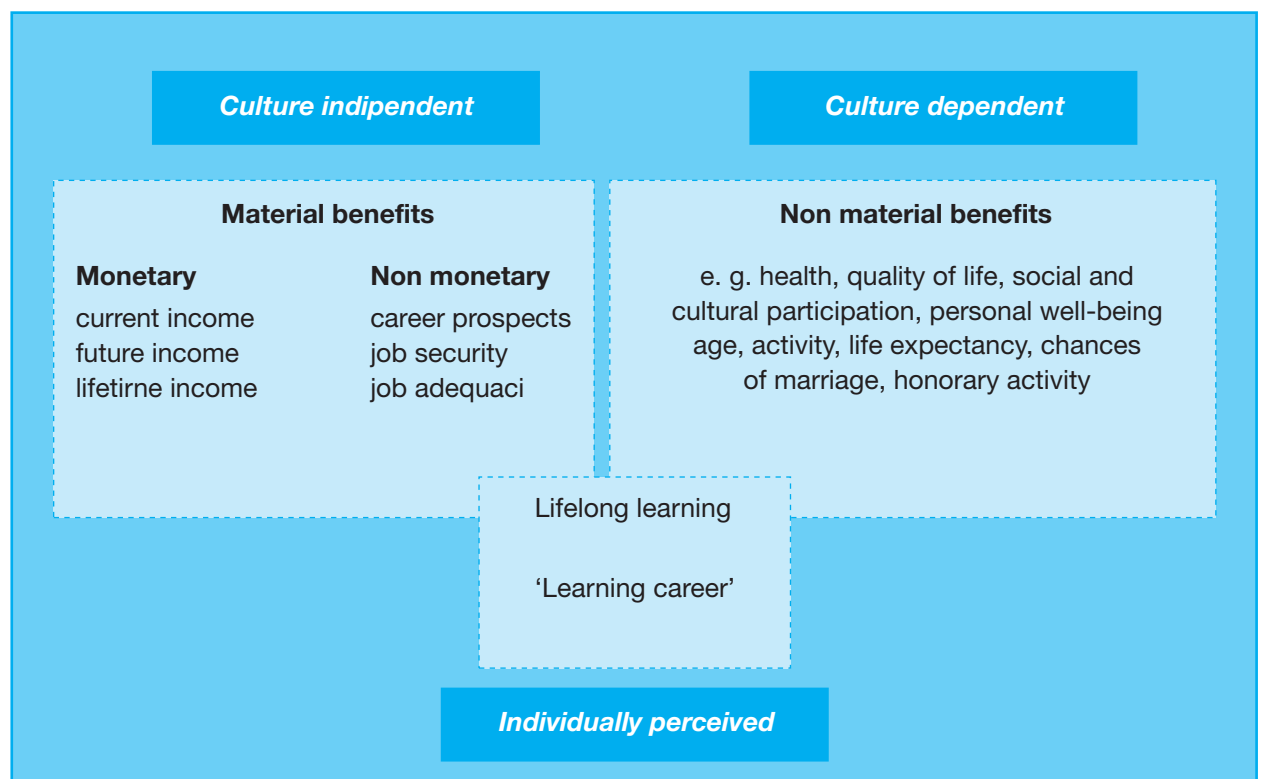 Culture indipendent
Culture dependent
Material benefits
Monetary
current income
future income
lifetirne income
Non monetary
career prospects
job security
job adequaci
Non material benefits
e. g. health, quality of life, social and
cultural participation, personal well-being
age, activity, life expectancy, chances
of marriage, honorary activity
Lifelong learning
‘Learning career’
Individually perceived